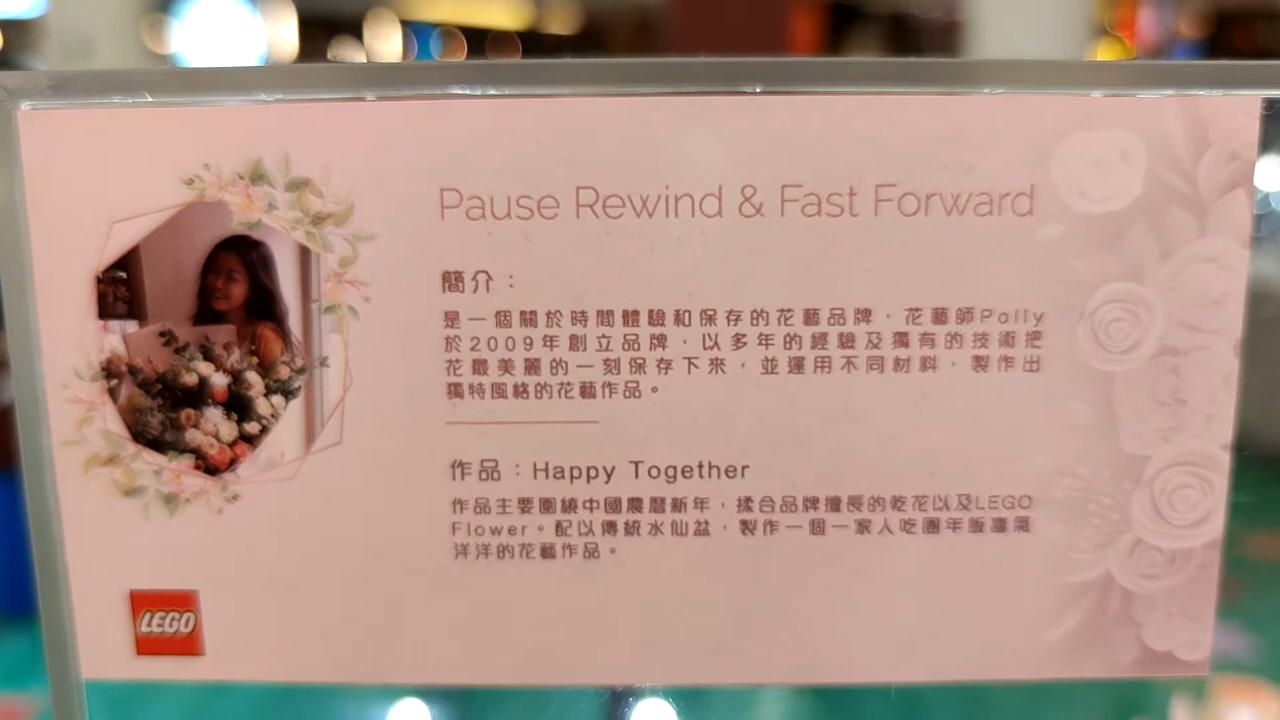 Pause Rewind & Fast Forward
簡介：
是一個關於時間體驗和保存的花藝品牌，花藝師Polly
於2009年創立品牌，以多年的經驗及獨有的技術把
花最美麗的一刻保存下來，並運用不同材料，製作出
獨特風格的花藝作品。
作品：Happy Together
作品主要圍繞中國農曆新年，揉合品牌擅長的乾花以及LEGO
Flower。配以傳統水仙盆，製作一個一家人吃團年飯喜氣
洋洋的花藝作品。
LEGO